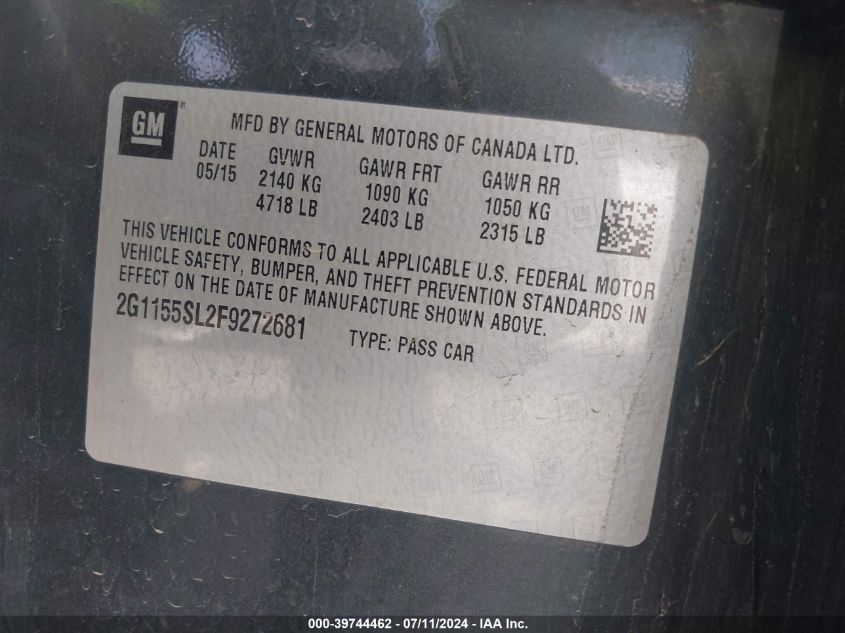 GM ®
MFD BY GENERAL MOTORS OF CANADA LTD.
DATE GVWR GAWR FRT GAWR RR
05/15 2140 KG 1090 KG 1050 KG
4718 LB 2403 LB 2315 LB
THIS VEHICLE CONFORMS TO ALL APPLICABLE U.S. FEDERAL MOTOR
VEHICLE SAFETY, BUMPER, AND THEFT PREVENTION STANDARDS IN
EFFECT ON THE DATE OF MANUFACTURE SHOWN ABOVE.
2G1155SL2F9272681 TYPE: PASS CAR
000-39744462 - 07/11/2024 - IAA Inc.